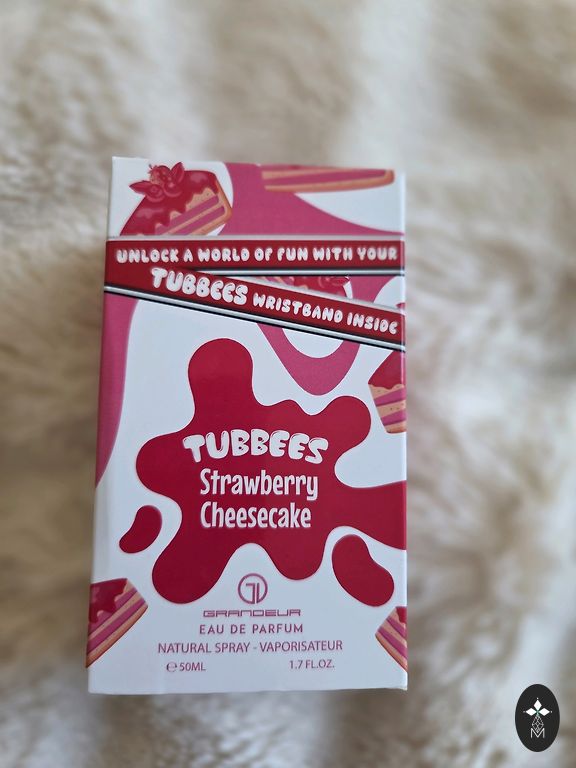 UNLOCK A WORLD OF FUN WITH YOUR
TUBBEES WRISTBAND INSIDE
TUBBEES
Strawberry
Cheesecake
GRANDEUR
EAU DE PARFUM
NATURAL SPRAY - VAPORISATEUR
℮ 50ML 1.7 FL.OZ.
M